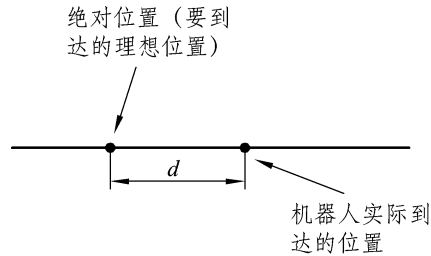 绝对位置（要到
达的理想位置）
d
机器人实际到
达的位置